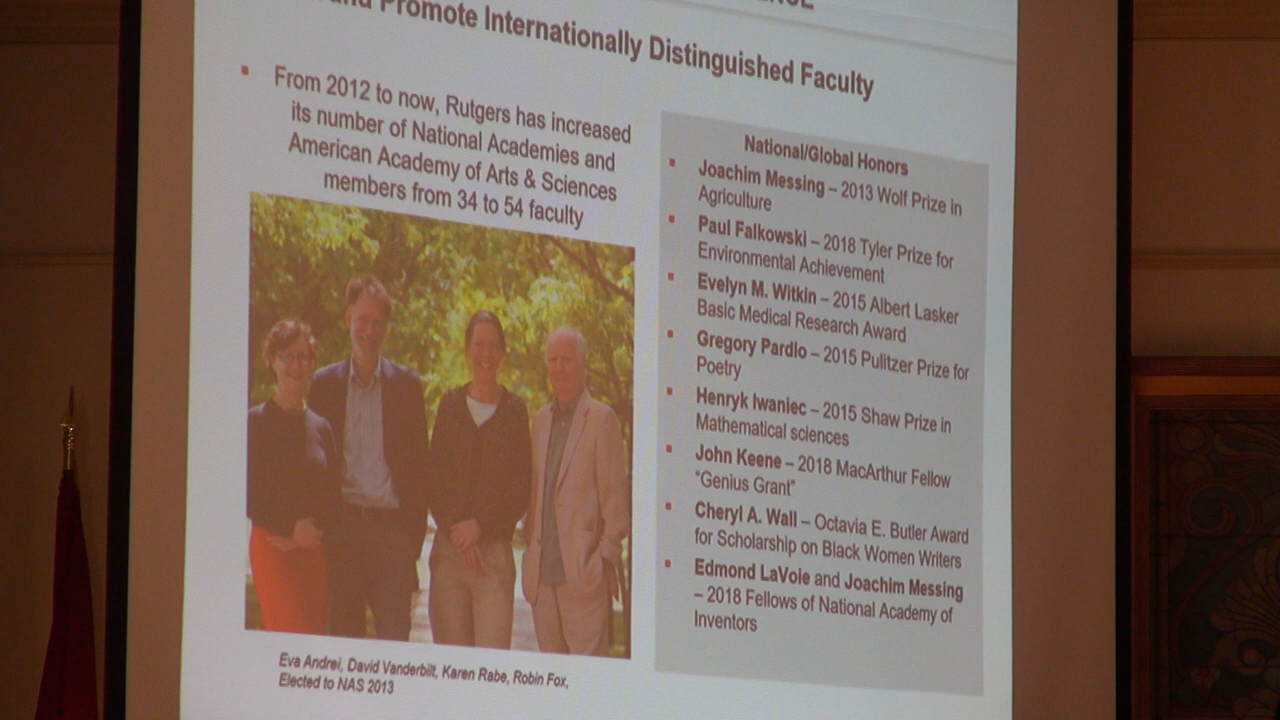 and Promote Internationally Distinguished Faculty
From 2012 to now, Rutgers has increased
its number of National Academies and
American Academy of Arts & Sciences
members from 34 to 54 faculty
National/Global Honors
Joachim Messing – 2013 Wolf Prize in
Agriculture
Paul Falkowski – 2018 Tyler Prize for
Environmental Achievement
Evelyn M. Witkin – 2015 Albert Lasker
Basic Medical Research Award
Gregory Pardlo – 2015 Pulitzer Prize for
Poetry
Henryk Iwaniec – 2015 Shaw Prize in
Mathematical sciences
John Keene – 2018 MacArthur Fellow
“Genius Grant”
Cheryl A. Wall – Octavia E. Butler Award
for Scholarship on Black Women Writers
Edmond LaVoie and Joachim Messing
– 2018 Fellows of National Academy of
Inventors
Eva Andrei, David Vanderbilt, Karen Rabe, Robin Fox,
Elected to NAS 2013